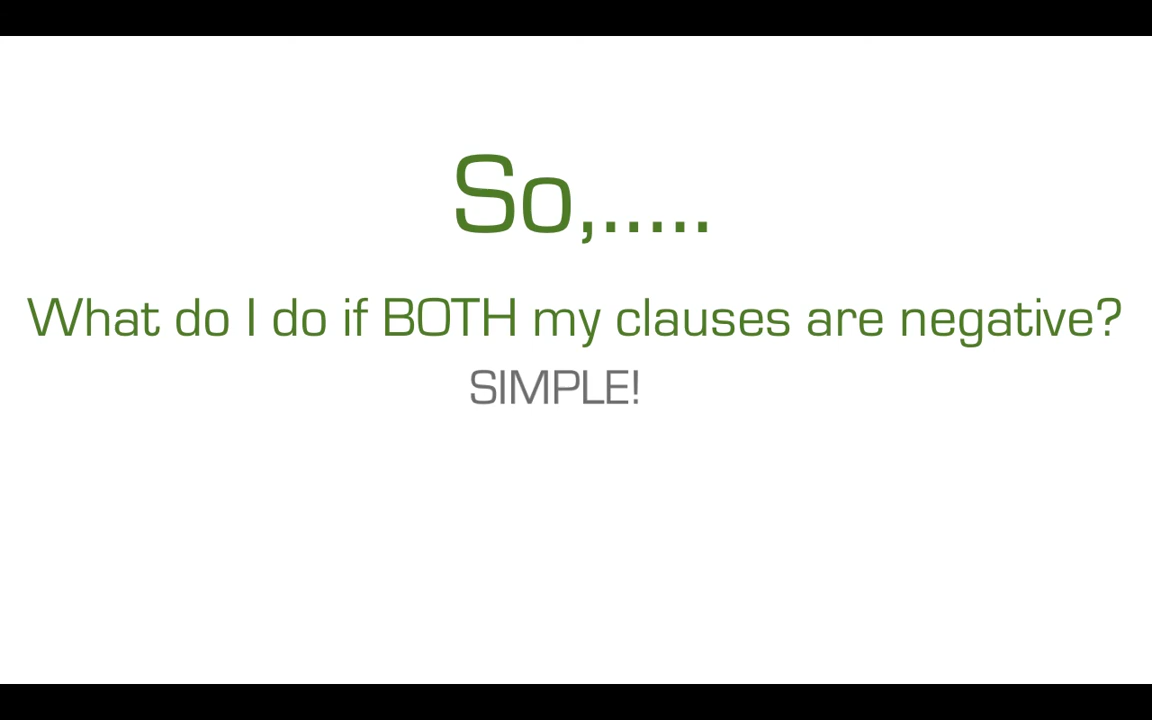 So,.....
What do I do if BOTH my clauses are negative?
SIMPLE!